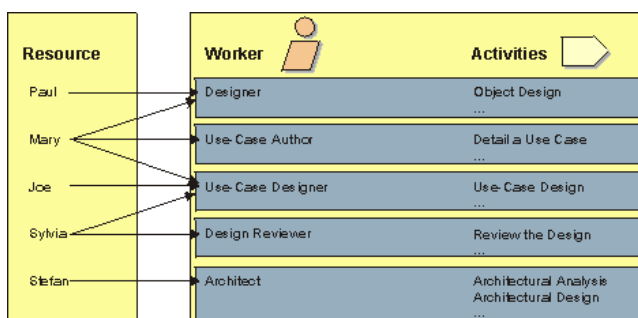 Resource
Worker
Activities
Paul
Designer
Object Design
...
Mary
Use-Case Author
Detail a Use Case
...
Joe
Use-Case Designer
Use-Case Design
...
Sylvia
Design Reviewer
Review the Design
...
Stefan
Architect
Architectural Analysis
Architectural Design
...